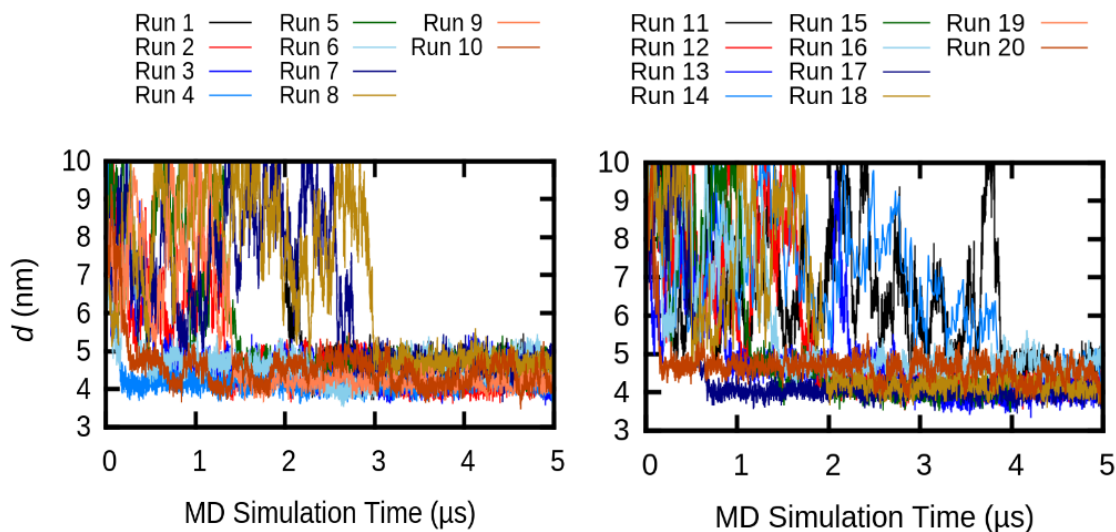 Run 1 Run 5 Run 9
Run 2 Run 6 Run 10
Run 3 Run 7
Run 4 Run 8
10
9
8
7
6
5
4
3
d (nm)
0 1 2 3 4 5
MD Simulation Time (µs)
Run 11 Run 15 Run 19
Run 12 Run 16 Run 20
Run 13 Run 17
Run 14 Run 18
10
9
8
7
6
5
4
3
0 1 2 3 4 5
MD Simulation Time (µs)